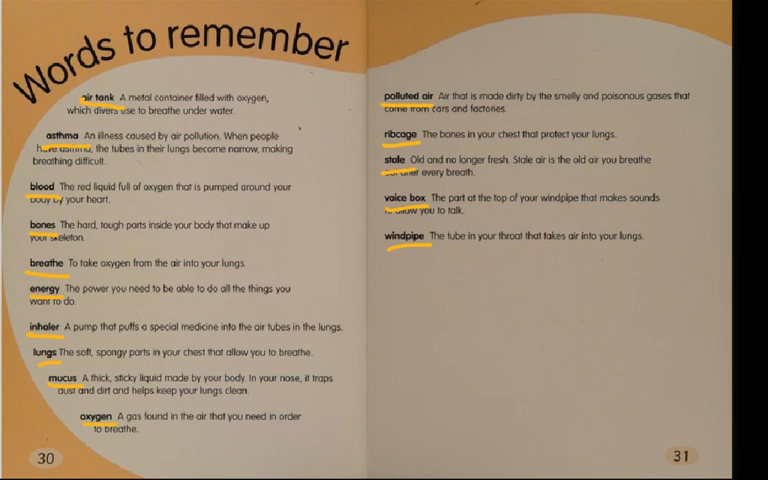 Words to remember
air tank A metal container filled with oxygen,
which divers use to breathe under water.
asthma An illness caused by air pollution. When people
have asthma, the tubes in their lungs become narrow, making
breathing difficult.
blood The red liquid full of oxygen that is pumped around your
body by your heart.
bones The hard, tough parts inside your body that make up
your skeleton.
breathe To take oxygen from the air into your lungs.
energy The power you need to be able to do all the things you
want to do.
inhaler A pump that puffs a special medicine into the air tubes in the lungs.
lungs The soft, spongy parts in your chest that allow you to breathe.
mucus A thick, sticky liquid made by your body. In your nose, it traps
dust and dirt and helps keep your lungs clean.
oxygen A gas found in the air that you need in order
to breathe.
30
polluted air Air that is made dirty by the smelly and poisonous gases that
come from cars and factories.
ribcage The bones in your chest that protect your lungs.
stale Old and no longer fresh. Stale air is the old air you breathe
out after every breath.
voice box The part at the top of your windpipe that makes sounds
to allow you to talk.
windpipe The tube in your throat that takes air into your lungs.
31